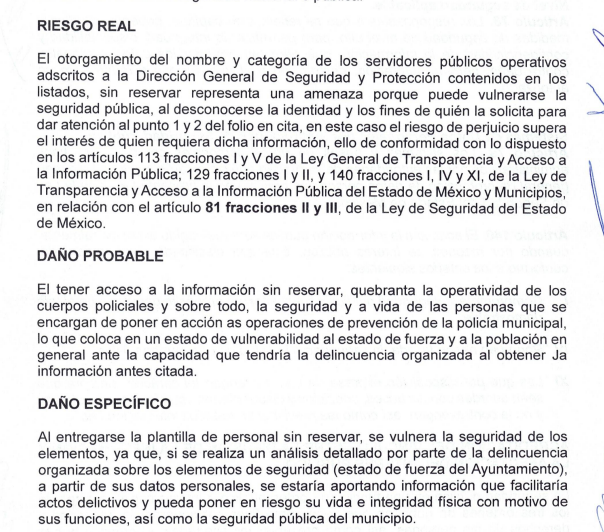 RIESGO REAL
El otorgamiento del nombre y categoría de los servidores públicos operativos
adscritos a la Dirección General de Seguridad y Protección contenidos en los
listados, sin reservar representa una amenaza porque puede vulnerarse la
seguridad pública, al desconocerse la identidad y los fines de quién la solicita para
dar atención al punto 1 y 2 del folio en cita, en este caso el riesgo de perjuicio supera
el interés de quien requiera dicha información, ello de conformidad con lo dispuesto
en los artículos 113 fracciones I y V de la Ley General de Transparencia y Acceso a
la Información Pública; 129 fracciones I y II, y 140 fracciones I, IV y XI, de la Ley de
Transparencia y Acceso a la Información Pública del Estado de México y Municipios,
en relación con el artículo 81 fracciones II y III, de la Ley de Seguridad del Estado
de México.
DAÑO PROBABLE
El tener acceso a la información sin reservar, quebranta la operatividad de los
cuerpos policiales y sobre todo, la seguridad y a vida de las personas que se
encargan de poner en acción as operaciones de prevención de la policía municipal,
lo que coloca en un estado de vulnerabilidad al estado de fuerza y a la población en
general ante la capacidad que tendría la delincuencia organizada al obtener Ja
información antes citada.
DAÑO ESPECÍFICO
Al entregarse la plantilla de personal sin reservar, se vulnera la seguridad de los
elementos, ya que, si se realiza un análisis detallado por parte de la delincuencia
organizada sobre los elementos de seguridad (estado de fuerza del Ayuntamiento),
a partir de sus datos personales, se estaría aportando información que facilitaría
actos delictivos y pueda poner en riesgo su vida e integridad física con motivo de
sus funciones, así como la seguridad pública del municipio.